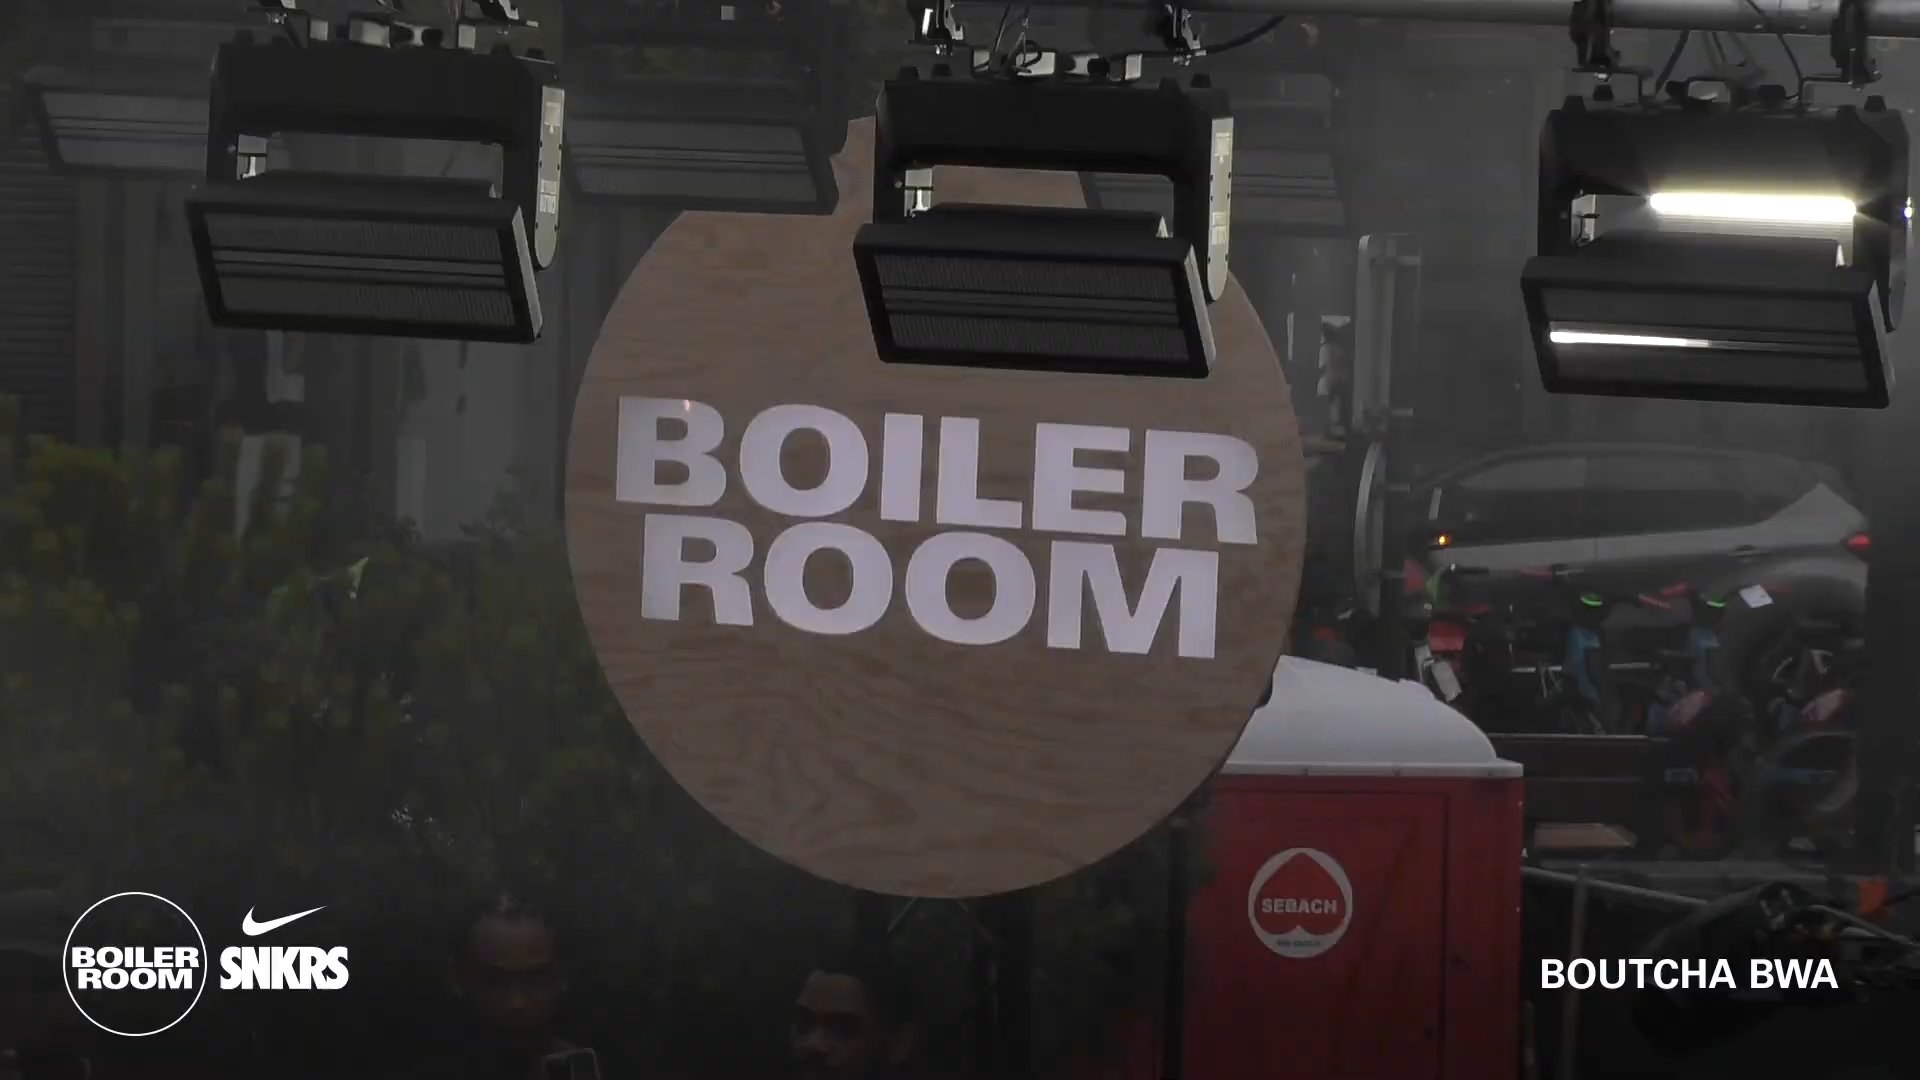 BOILER
ROOM
SEBACH
BOILER
ROOM
SNKRS
BOUTCHA BWA